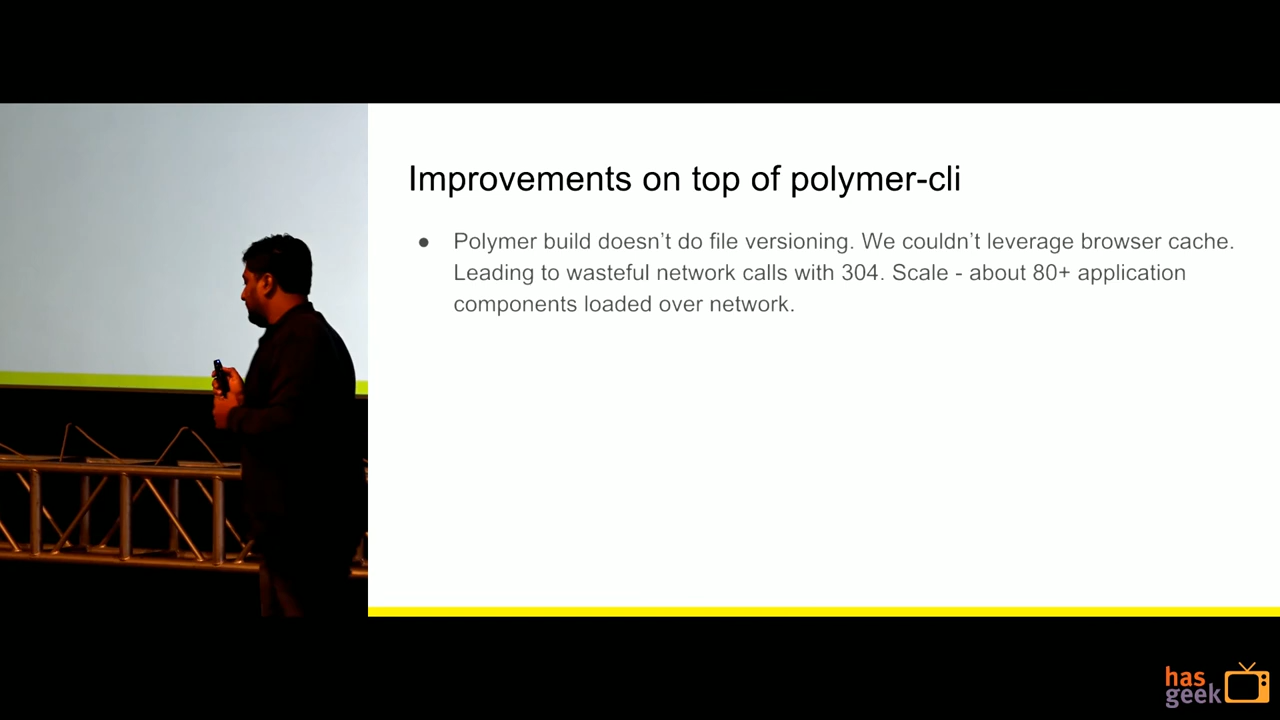 Improvements on top of polymer-cli
● Polymer build doesn’t do file versioning. We couldn’t leverage browser cache.
Leading to wasteful network calls with 304. Scale - about 80+ application
components loaded over network.
has
geek